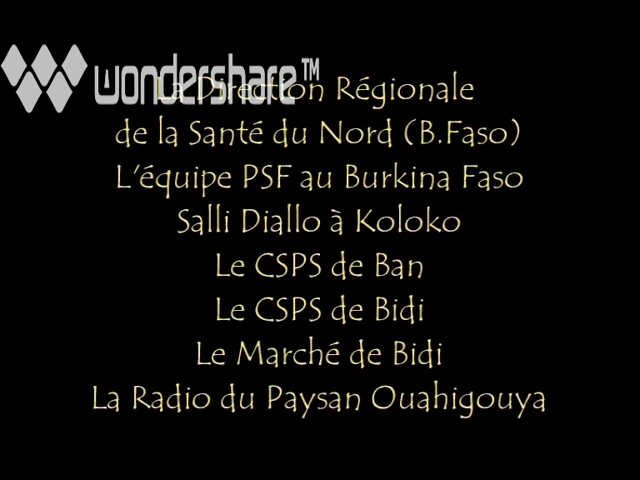 wondershare™
La Direction Régionale
de la Santé du Nord (B.Faso)
L'équipe PSF au Burkina Faso
Salli Diallo à Koloko
Le CSPS de Ban
Le CSPS de Bidi
Le Marché de Bidi
La Radio du Paysan Ouahigouya